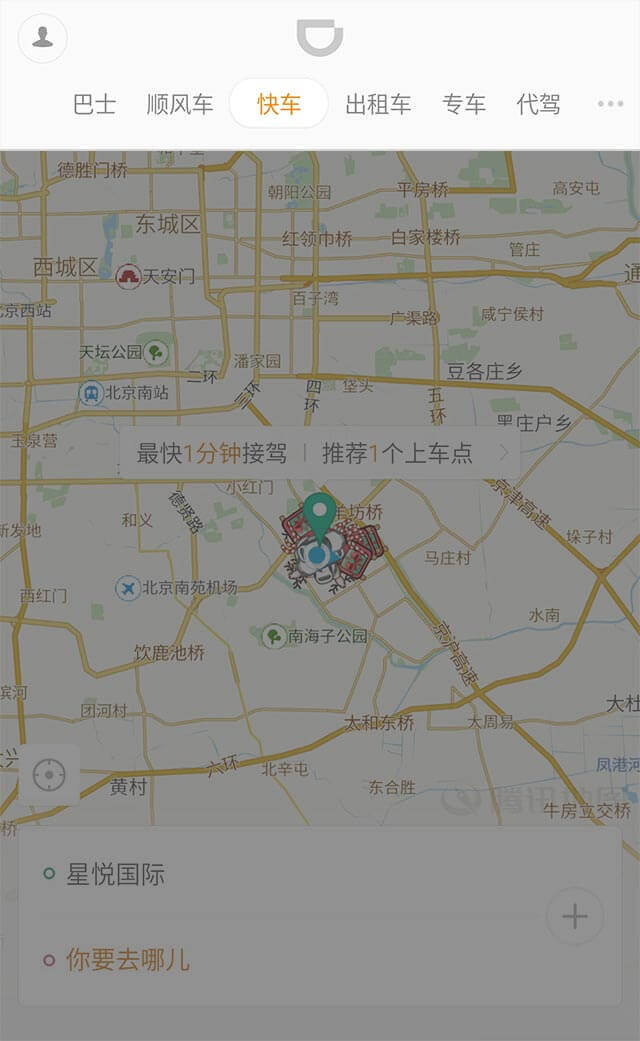 巴士 顺风车 快车 出租车 专车 代驾
德胜门桥
朝阳公园
平房桥
高安屯
东城区
红领巾桥
白家楼桥
管庄
西城区
天安门
百子湾
通
北京西站
广渠路
咸宁侯村
天坛公园
潘家园
豆各庄乡
北京南站
二环
三环
四环
垡头
五环
黑庄户乡
玉泉营
最快1分钟接驾 | 推荐1个上车点
小红门
京津高速
德贤路
和义
羊坊桥
新发地
垛子村
马庄村
北京南苑机场
西红门
水南
南海子公园
京沪高速
饮鹿池桥
滨河
团河村
太和东桥
大周易
大杜
六环
北辛屯
凤港河
黄村
东合胜
腾讯地图
牛房立交桥
桥
星悦国际
你要去哪儿